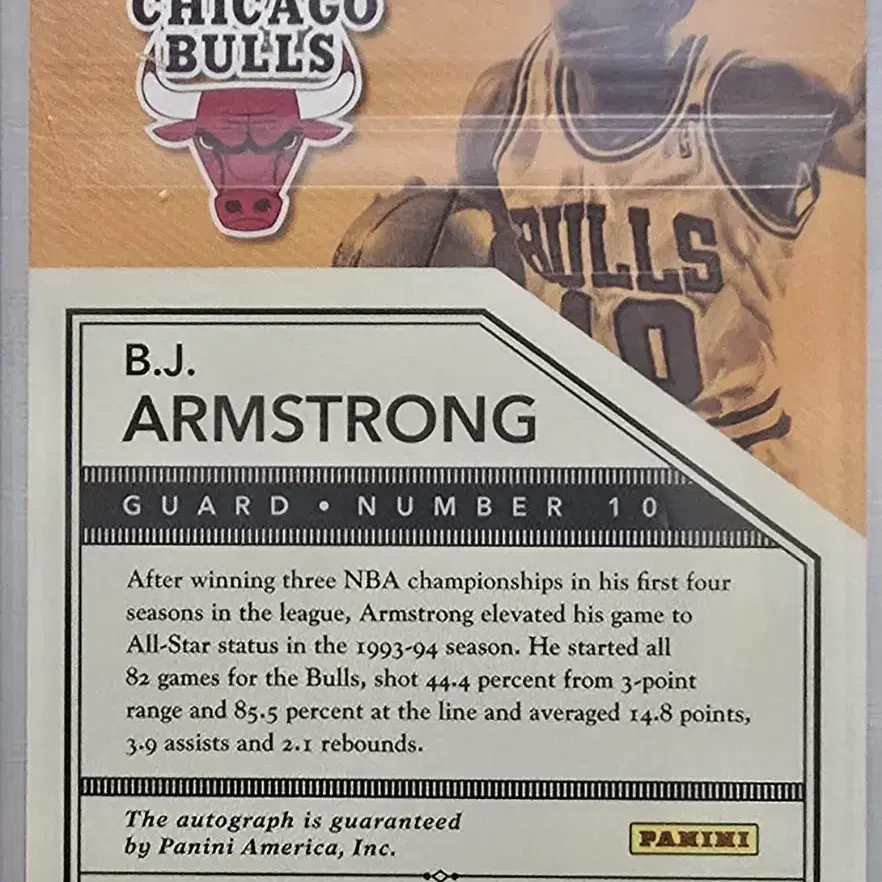 CHICAGO
BULLS
BULLS
10
B.J.
ARMSTRONG
GUARD • NUMBER 10
After winning three NBA championships in his first four
seasons in the league, Armstrong elevated his game to
All-Star status in the 1993-94 season. He started all
82 games for the Bulls, shot 44.4 percent from 3-point
range and 85.5 percent at the line and averaged 14.8 points,
3.9 assists and 2.1 rebounds.
The autograph is guaranteed
by Panini America, Inc.
PANINI